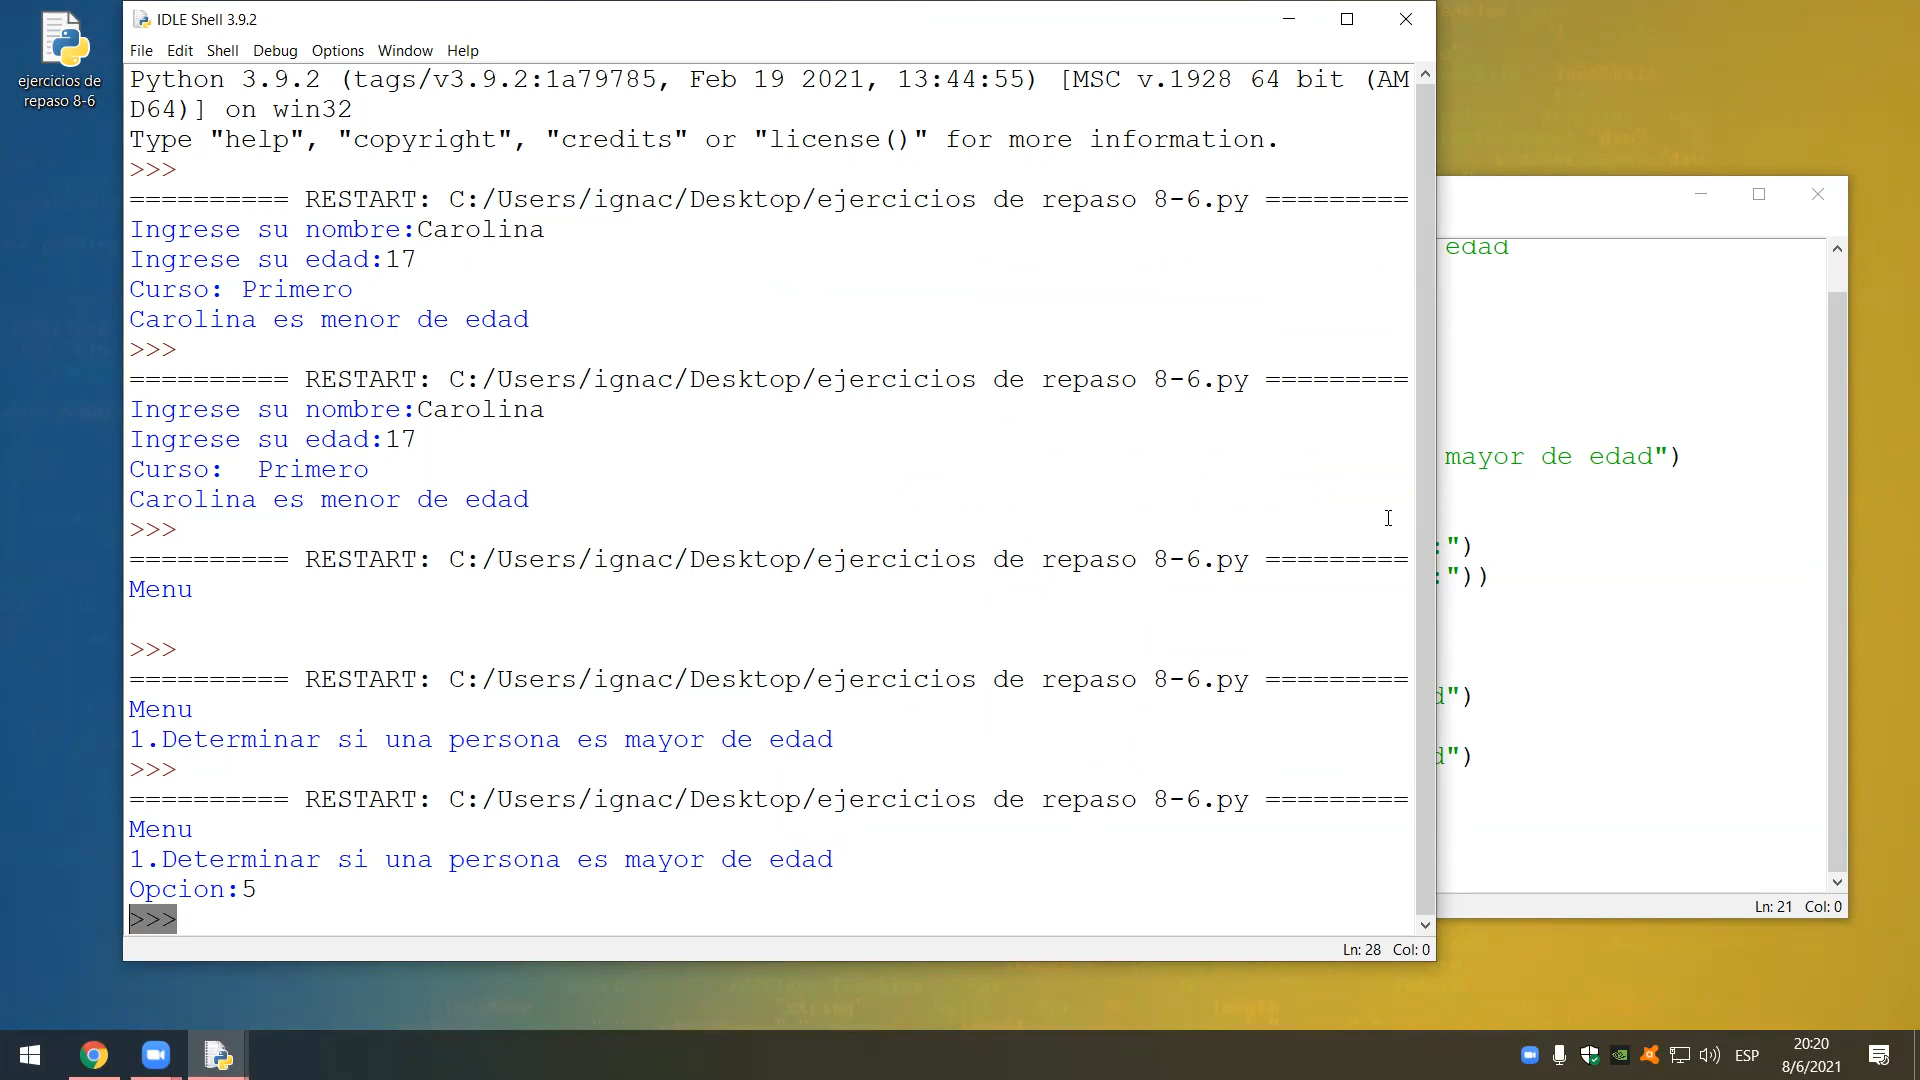 ejercicios de
repaso 8-6
IDLE Shell 3.9.2
File Edit Shell Debug Options Window Help
Python 3.9.2 (tags/v3.9.2:1a79785, Feb 19 2021, 13:44:55) [MSC v.1928 64 bit (AM
D64)] on win32
Type "help", "copyright", "credits" or "license()" for more information.
>>>
========== RESTART: C:/Users/ignac/Desktop/ejercicios de repaso 8-6.py =========
Ingrese su nombre:Carolina
Ingrese su edad:17
Curso: Primero
Carolina es menor de edad
>>>
========== RESTART: C:/Users/ignac/Desktop/ejercicios de repaso 8-6.py =========
Ingrese su nombre:Carolina
Ingrese su edad:17
Curso:  Primero
Carolina es menor de edad
>>>
========== RESTART: C:/Users/ignac/Desktop/ejercicios de repaso 8-6.py =========
Menu
>>>
========== RESTART: C:/Users/ignac/Desktop/ejercicios de repaso 8-6.py =========
Menu
1.Determinar si una persona es mayor de edad
>>>
========== RESTART: C:/Users/ignac/Desktop/ejercicios de repaso 8-6.py =========
Menu
1.Determinar si una persona es mayor de edad
Opcion:5
>>>
Ln: 28 Col: 0
edad
mayor de edad")
:")
:"))
d")
d")
Ln: 21 Col: 0
ESP
20:20
8/6/2021